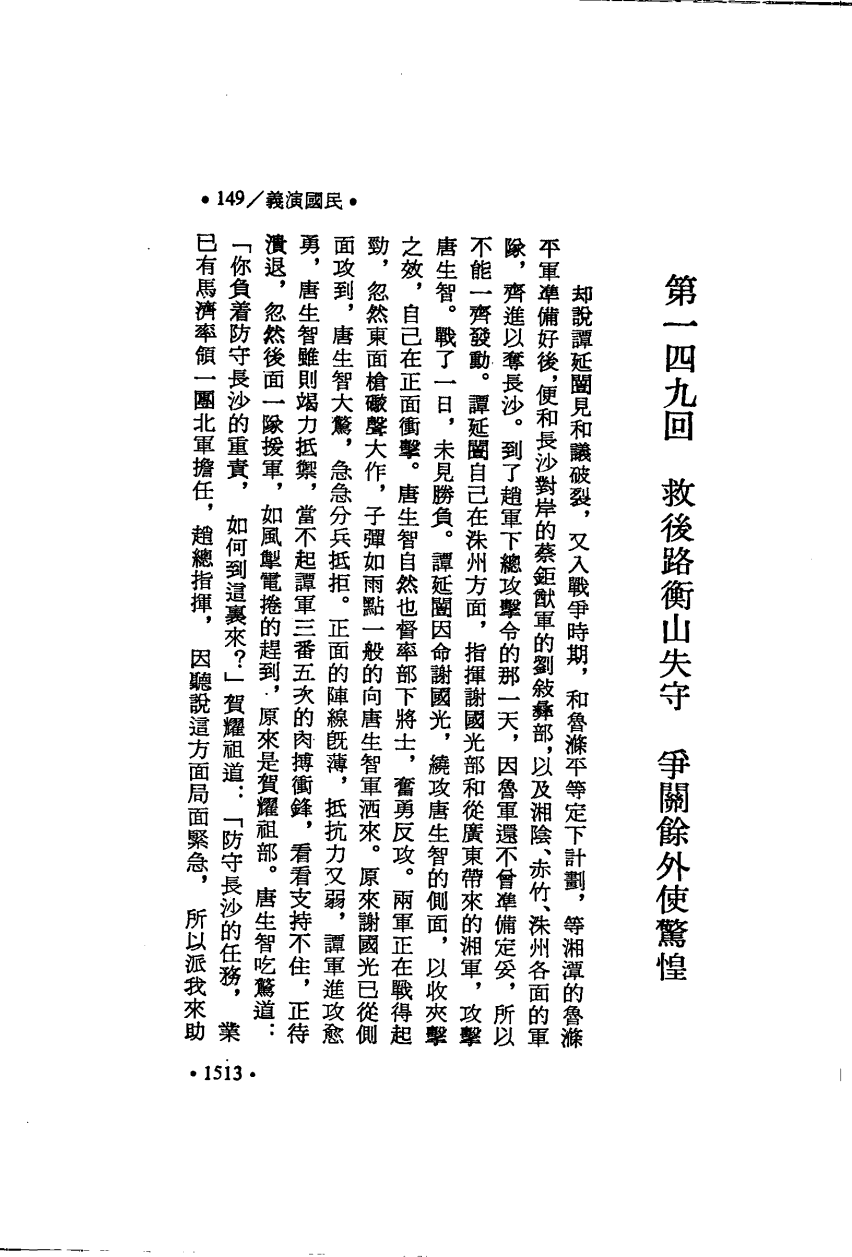 •149／義演國民•
第一四九回　救後路衡山失守　爭關餘外使驚惶
却說譚延闓見和議破裂，又入戰爭時期，和魯滌平等定下計劃，等湘潭的魯滌
平軍準備好後，便和長沙對岸的蔡鉅猷軍的劉敍彝部，以及湘陰、赤竹、洙州各面的軍
隊，齊進以奪長沙。到了趙軍下總攻擊令的那一天，因魯軍還不曾準備定妥，所以
不能一齊發動。譚延闓自己在洙州方面，指揮謝國光部和從廣東帶來的湘軍，攻擊
唐生智。戰了一日，未見勝負。譚延闓因命謝國光，繞攻唐生智的側面，以收夾擊
之效，自己在正面衝擊。唐生智自然也督率部下將士，奮勇反攻。兩軍正在戰得起
勁，忽然東面槍礮聲大作，子彈如雨點一般的向唐生智軍洒來。原來謝國光已從側
面攻到，唐生智大驚，急急分兵抵拒。正面的陣線既薄，抵抗力又弱，譚軍進攻愈
勇，唐生智雖則竭力抵禦，當不起譚軍三番五次的肉搏衝鋒，看看支持不住，正待
潰退，忽然後面一隊援軍，如風掣電捲的趕到，原來是賀耀祖部。唐生智吃驚道：
「你負着防守長沙的重責，如何到這裏來？」賀耀祖道：「防守長沙的任務，業
已有馬濟率領一團北軍擔任，趙總指揮，因聽說這方面局面緊急，所以派我來助
•1513•